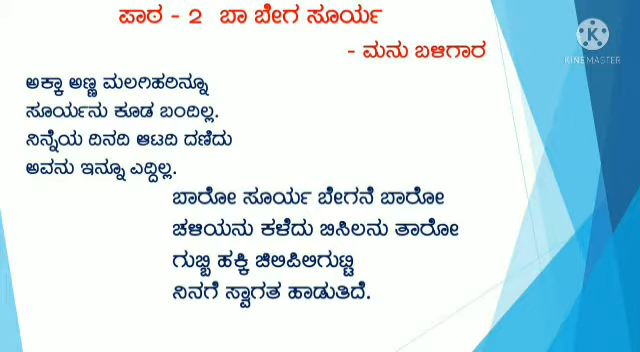 ಪಾಠ - 2 ಬಾ ಬೇಗ ಸೂರ್ಯ
- ಮನು ಬಳಿಗಾರ
KINEMASTER
ಅಕ್ಕಾ ಅಣ್ಣ ಮಲಗಿಹರಿನ್ನೂ
ಸೂರ್ಯನು ಕೂಡ ಬಂದಿಲ್ಲ.
ನಿನ್ನೆಯ ದಿನದಿ ಆಟದಿ ದಣಿದು
ಅವನು ಇನ್ನೂ ಎದ್ದಿಲ್ಲ.
ಬಾರೋ ಸೂರ್ಯ ಬೇಗನೆ ಬಾರೋ
ಚಳಿಯನು ಕಳೆದು ಬಿಸಿಲನು ತಾರೋ
ಗುಬ್ಬಿ ಹಕ್ಕಿ ಚಿಲಿಪಿಲಿಗುಟ್ಟಿ
ನಿನಗೆ ಸ್ವಾಗತ ಹಾಡುತಿದೆ.